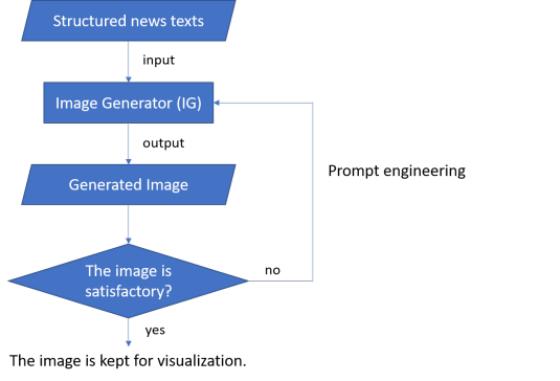 Structured news texts
input
Image Generator (IG)
output
Prompt engineering
Generated Image
The image is
satisfactory?
no
yes
The image is kept for visualization.